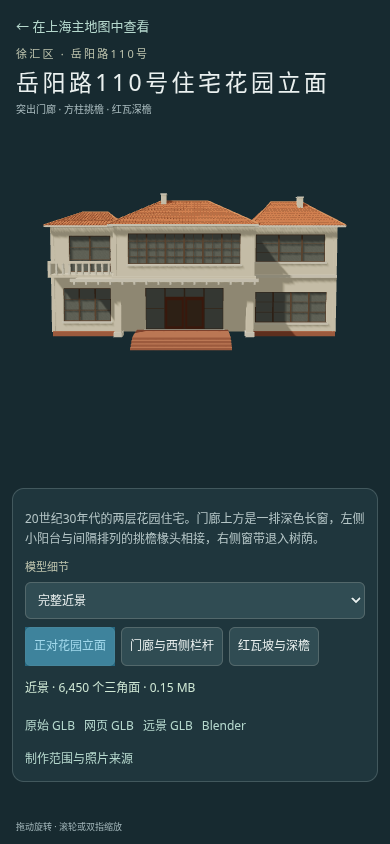 ← 在上海主地图中查看
徐汇区 · 岳阳路110号
岳阳路110号住宅花园立面
突出门廊 · 方柱挑檐 · 红瓦深檐
20世纪30年代的两层花园住宅。门廊上方是一排深色长窗，左侧
小阳台与间隔排列的挑檐椽头相接，右侧窗带退入树荫。
模型细节
完整近景
正对花园立面 门廊与西侧栏杆 红瓦坡与深檐
近景 · 6,450 个三角面 · 0.15 MB
原始 GLB 网页 GLB 远景 GLB Blender
制作范围与照片来源
拖动旋转 · 滚轮或双指缩放